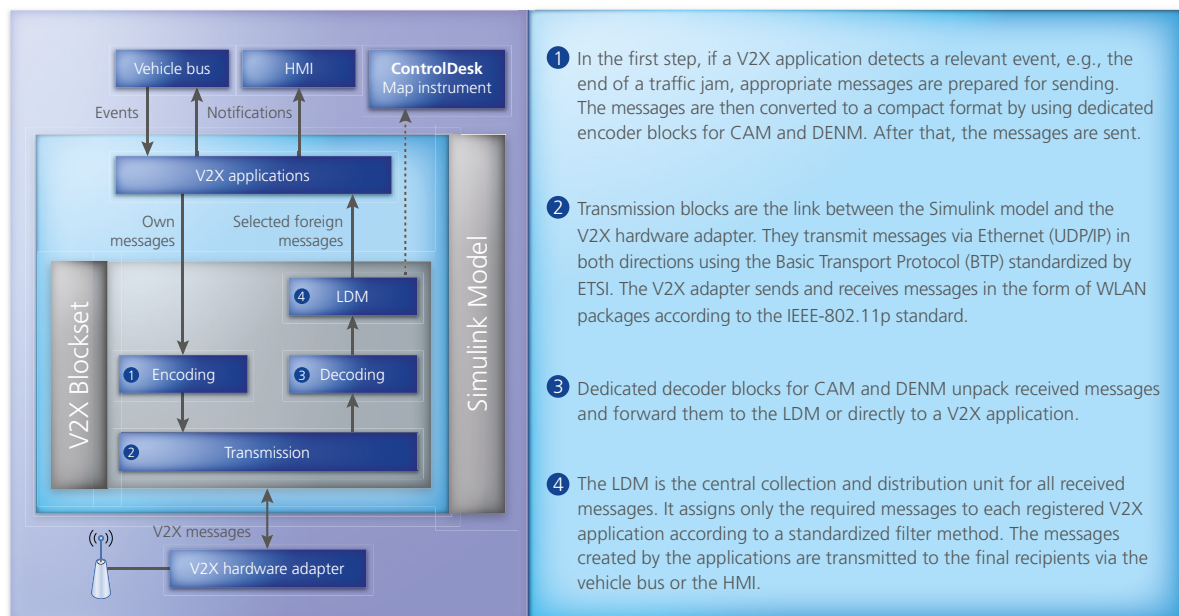 Vehicle bus
HMI
ControlDesk
Map instrument
Events
Notifications
V2X applications
Own
messages
Selected foreign
messages
4 LDM
1 Encoding
3 Decoding
2 Transmission
V2X Blockset
Simulink Model
V2X messages
V2X hardware adapter
1 In the first step, if a V2X application detects a relevant event, e.g., the
end of a traffic jam, appropriate messages are prepared for sending.
The messages are then converted to a compact format by using dedicated
encoder blocks for CAM and DENM. After that, the messages are sent.
2 Transmission blocks are the link between the Simulink model and the
V2X hardware adapter. They transmit messages via Ethernet (UDP/IP) in
both directions using the Basic Transport Protocol (BTP) standardized by
ETSI. The V2X adapter sends and receives messages in the form of WLAN
packages according to the IEEE-802.11p standard.
3 Dedicated decoder blocks for CAM and DENM unpack received messages
and forward them to the LDM or directly to a V2X application.
4 The LDM is the central collection and distribution unit for all received
messages. It assigns only the required messages to each registered V2X
application according to a standardized filter method. The messages
created by the applications are transmitted to the final recipients via the
vehicle bus or the HMI.